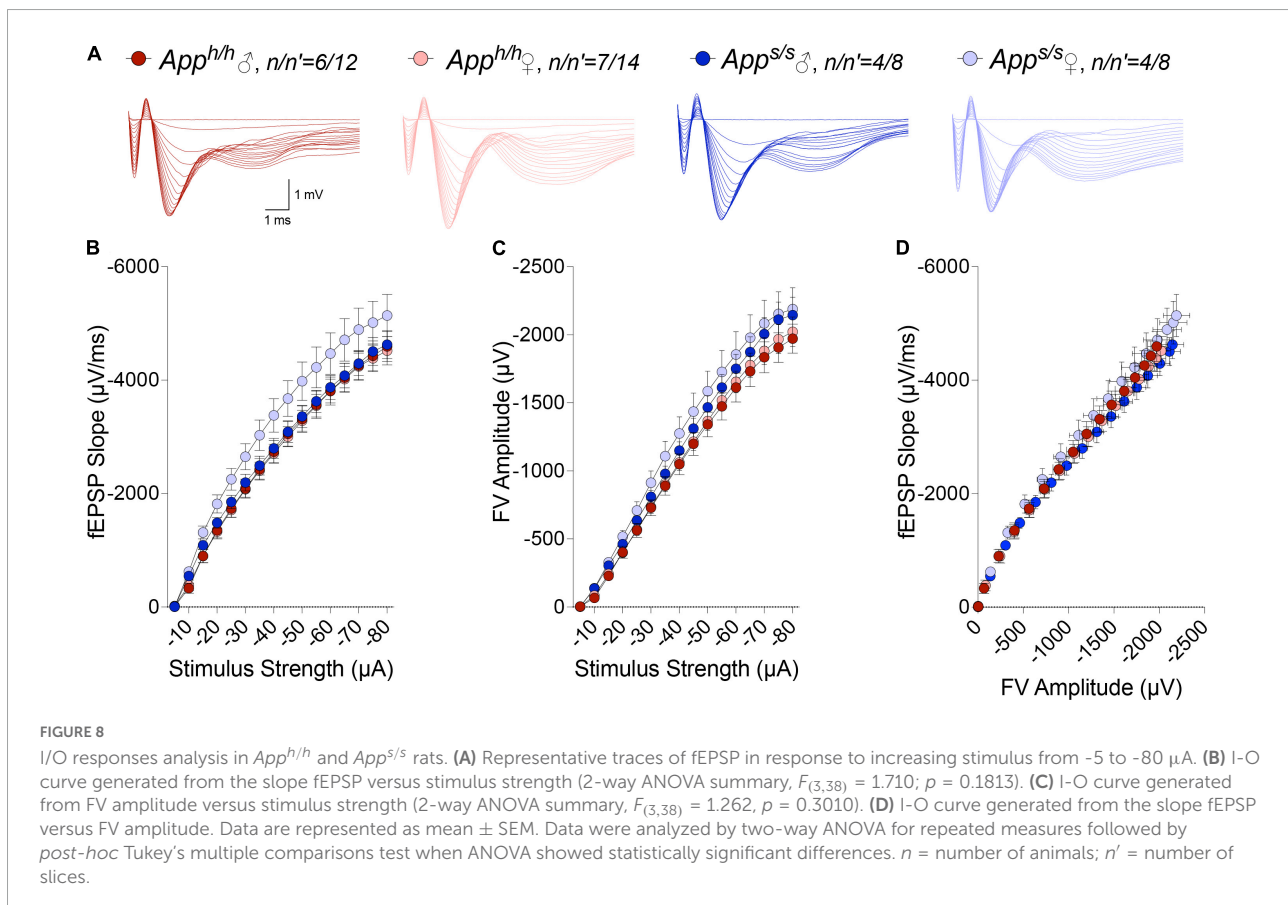 A
App^h/h ♂, n/n'=6/12
App^h/h ♀, n/n'=7/14
App^s/s ♂, n/n'=4/8
App^s/s ♀, n/n'=4/8
1 mV
1 ms
B
-6000
-4000
-2000
0
fEPSP Slope (µV/ms)
-10 -20 -30 -40 -50 -60 -70 -80
Stimulus Strength (µA)
C
-2500
-2000
-1500
-1000
-500
0
FV Amplitude (µV)
-10 -20 -30 -40 -50 -60 -70 -80
Stimulus Strength (µA)
D
-6000
-4000
-2000
0
fEPSP Slope (µV/ms)
0 -500 -1000 -1500 -2000 -2500
FV Amplitude (µV)
FIGURE 8
I/O responses analysis in App^h/h and App^s/s rats. (A) Representative traces of fEPSP in response to increasing stimulus from -5 to -80 µA. (B) I-O
curve generated from the slope fEPSP versus stimulus strength (2-way ANOVA summary, F(3,38) = 1.710; p = 0.1813). (C) I-O curve generated
from FV amplitude versus stimulus strength (2-way ANOVA summary, F(3,38) = 1.262, p = 0.3010). (D) I-O curve generated from the slope fEPSP
versus FV amplitude. Data are represented as mean ± SEM. Data were analyzed by two-way ANOVA for repeated measures followed by
post-hoc Tukey's multiple comparisons test when ANOVA showed statistically significant differences. n = number of animals; n′ = number of
slices.